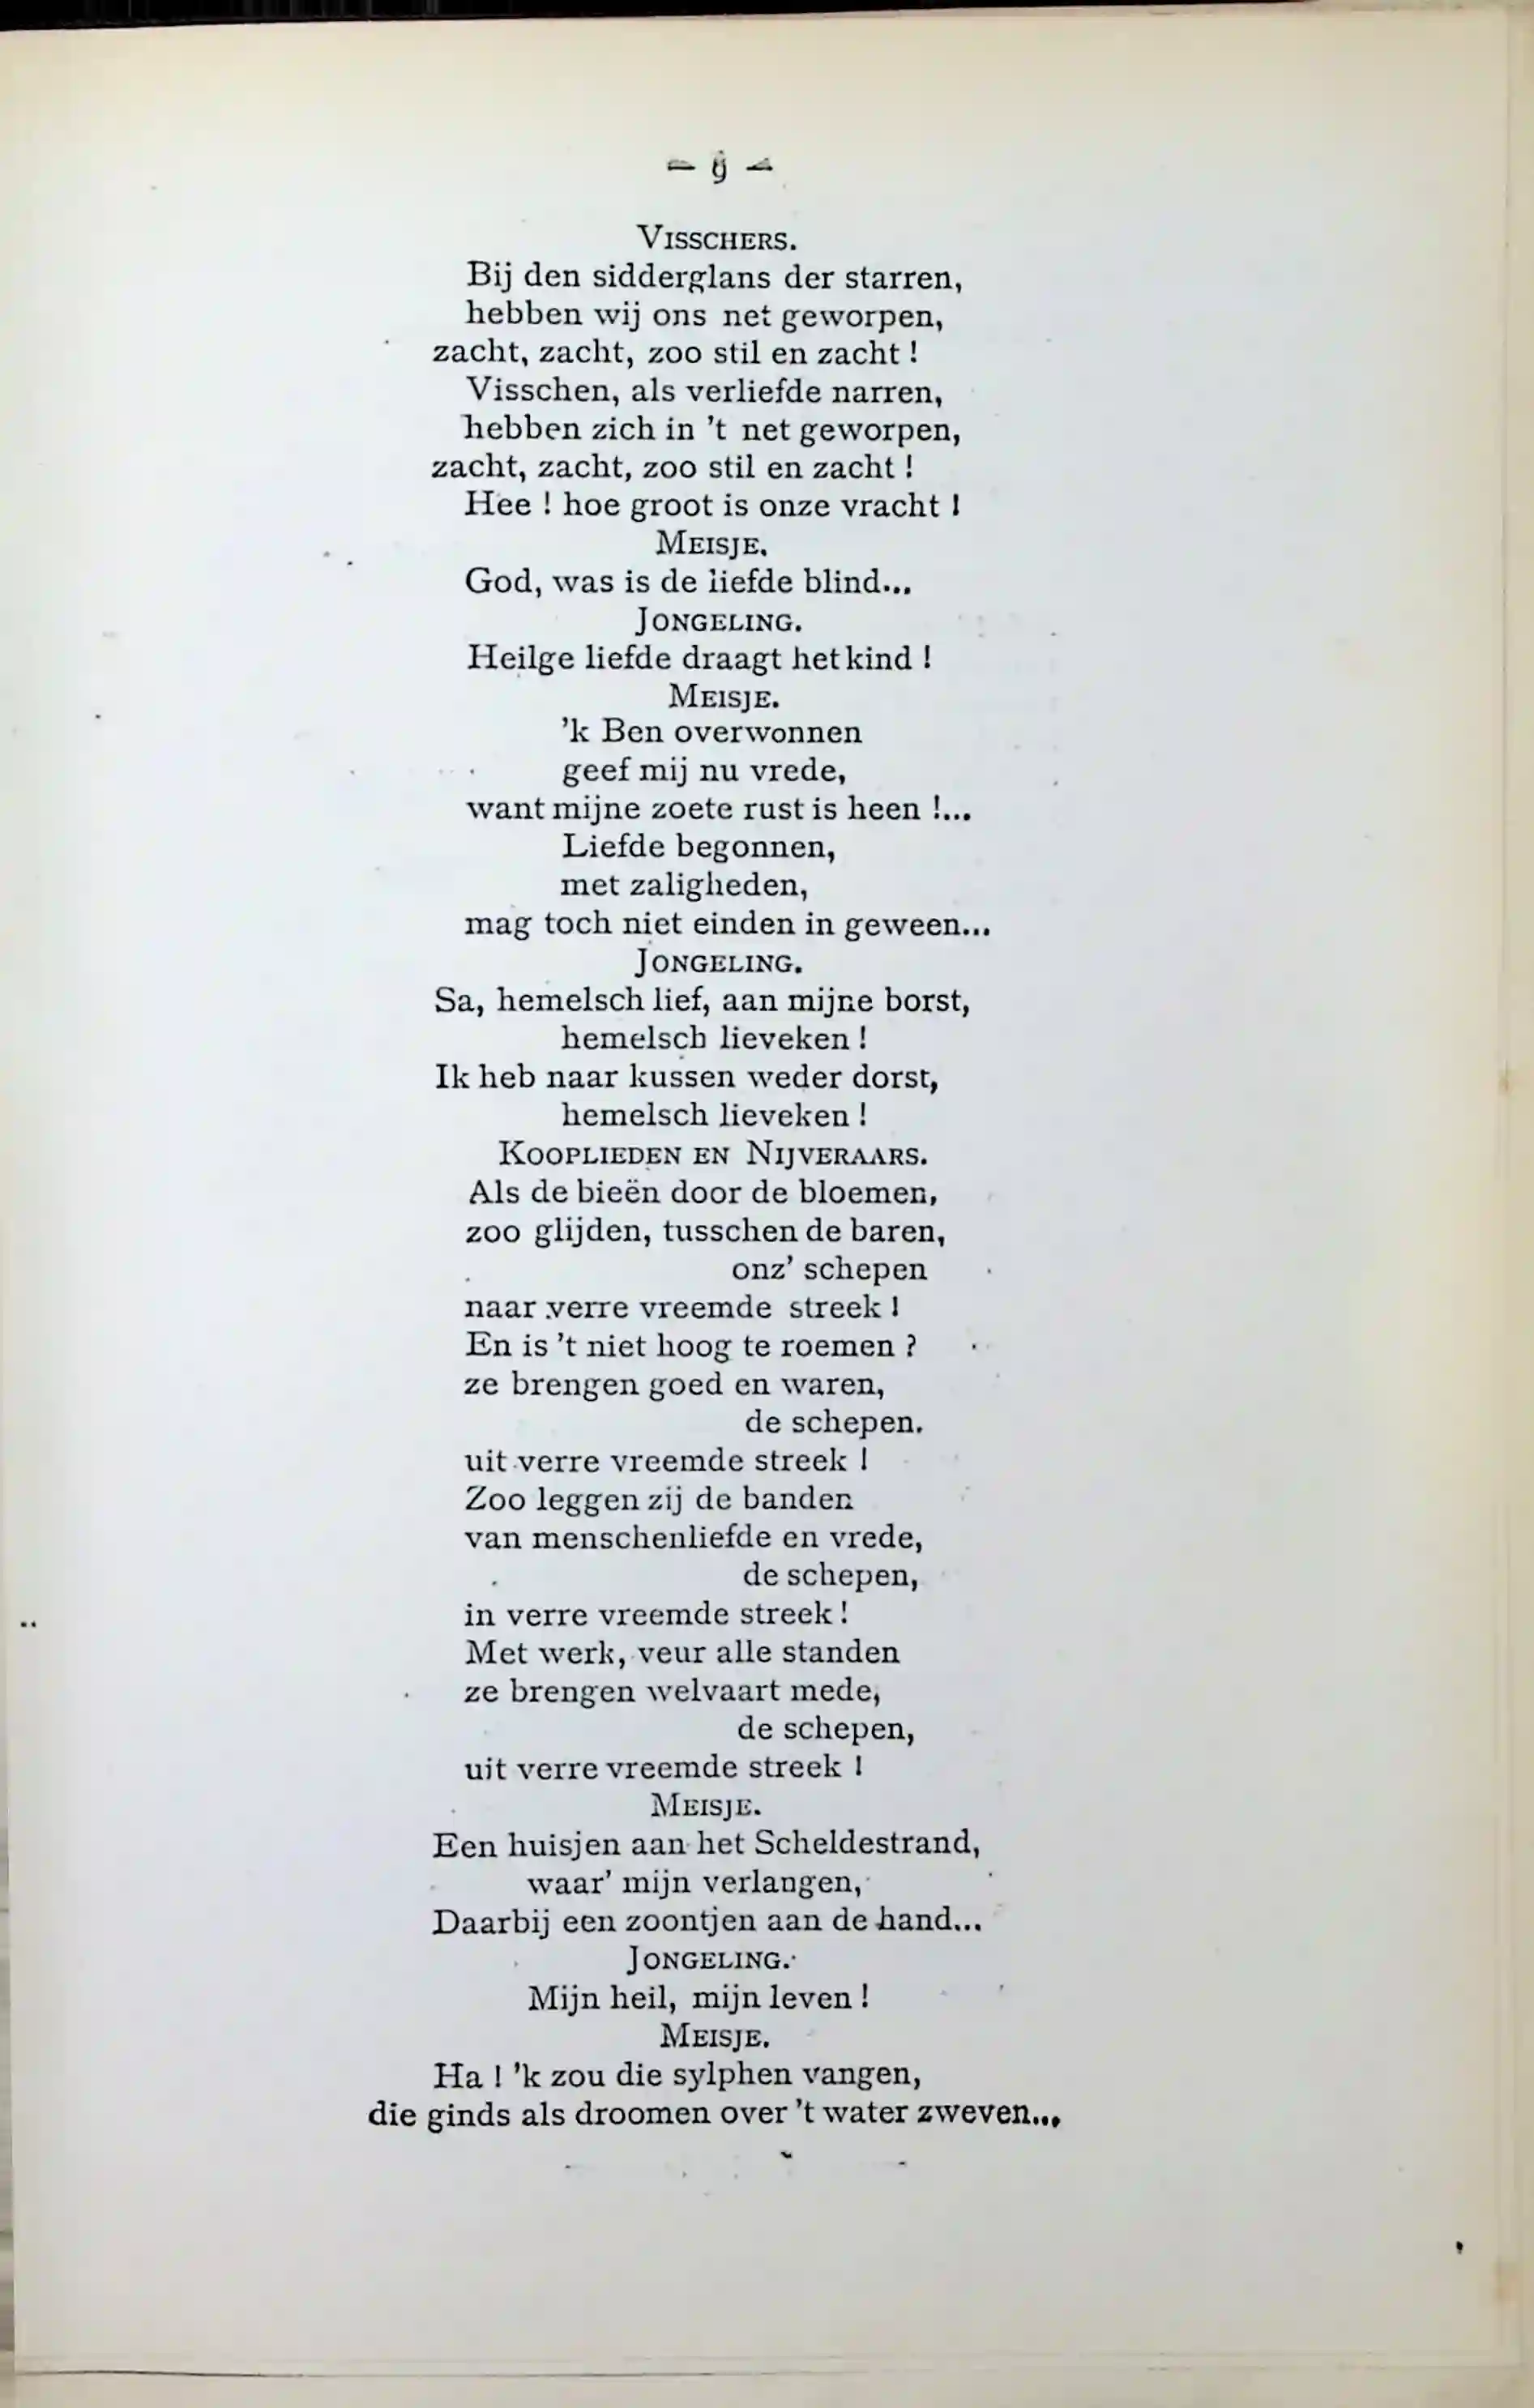 — 9 —
VISSCHERS.
Bij den sidderglans der starren,
hebben wij ons net geworpen,
zacht, zacht, zoo stil en zacht !
Visschen, als verliefde narren,
hebben zich in 't net geworpen,
zacht, zacht, zoo stil en zacht !
Hee ! hoe groot is onze vracht !
MEISJE.
God, was is de liefde blind...
JONGELING.
Heilge liefde draagt het kind !
MEISJE.
'k Ben overwonnen
geef mij nu vrede,
want mijne zoete rust is heen !...
Liefde begonnen,
met zaligheden,
mag toch niet einden in geween...
JONGELING.
Sa, hemelsch lief, aan mijne borst,
hemelsch lieveken !
Ik heb naar kussen weder dorst,
hemelsch lieveken !
KOOPLIEDEN EN NIJVERAARS.
Als de bieën door de bloemen,
zoo glijden, tusschen de baren,
onz' schepen
naar verre vreemde streek !
En is 't niet hoog te roemen ?
ze brengen goed en waren,
de schepen.
uit verre vreemde streek !
Zoo leggen zij de banden
van menschenliefde en vrede,
de schepen,
in verre vreemde streek !
Met werk, veur alle standen
ze brengen welvaart mede,
de schepen,
uit verre vreemde streek !
MEISJE.
Een huisjen aan het Scheldestrand,
waar' mijn verlangen,
Daarbij een zoontjen aan de hand...
JONGELING.
Mijn heil, mijn leven !
MEISJE.
Ha ! 'k zou die sylphen vangen,
die ginds als droomen over 't water zweven...